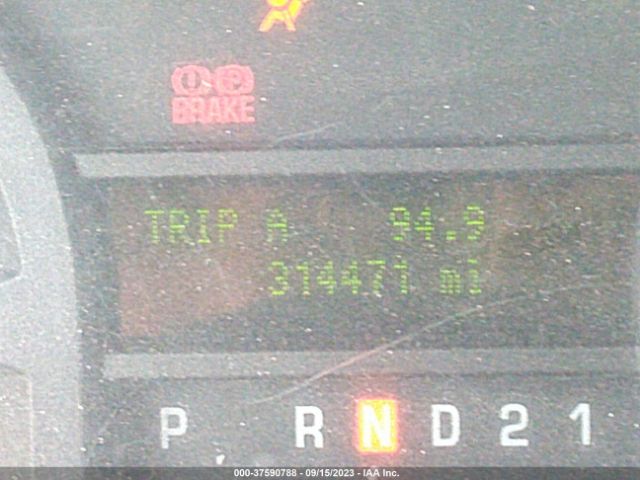 BRAKE
TRIP A 94.9
314471 mi
P R N D 2 1
000-37590788 - 09/15/2023 - IAA Inc.